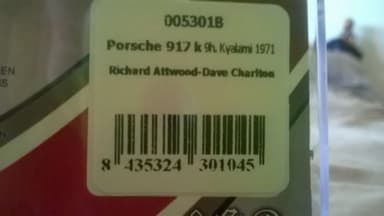 005301B
Porsche 917 k 9h. Kyalami 1971
Richard Attwood-Dave Charlton
8 435324 301045